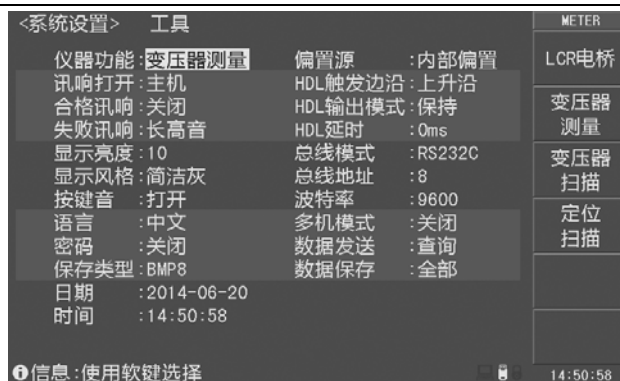 <系统设置> 工具
METER
仪器功能:变压器测量 偏置源 :内部偏置
讯响打开:主机 HDL触发边沿:上升沿
合格讯响:关闭 HDL输出模式:保持
失败讯响:长高音 HDL延时 :0ms
显示亮度:10 总线模式 :RS232C
显示风格:简洁灰 总线地址 :8
按键音 :打开 波特率 :9600
语言 :中文 多机模式 :关闭
密码 :关闭 数据发送 :查询
保存类型:BMP8 数据保存 :全部
日期 :2014-06-20
时间 :14:50:58
LCR电桥
变压器
测量
变压器
扫描
定位
扫描
信息:使用软键选择
14:50:58